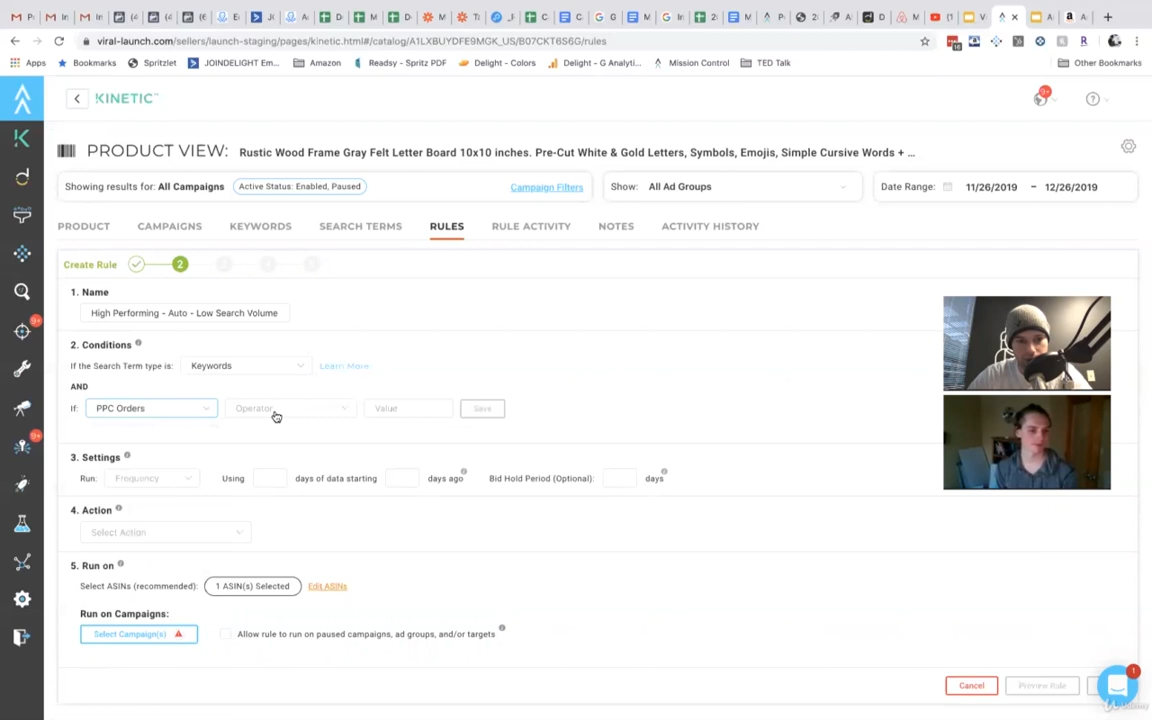 viral-launch.com/sellers/launch-staging/pages/kinetic.html#/catalog/A1LXBUYDFE9MGK_US/B07CKT6S6G/rules
Apps Bookmarks Spritzlet JOINDELIGHT Em... Amazon Readsy - Spritz PDF Delight - Colors Delight - G Analyti... Mission Control TED Talk Other Bookmarks
KINETIC™
9+
PRODUCT VIEW: Rustic Wood Frame Gray Felt Letter Board 10x10 inches. Pre-Cut White & Gold Letters, Symbols, Emojis, Simple Cursive Words + ...
Showing results for: All Campaigns Active Status: Enabled, Paused Campaign Filters Show: All Ad Groups Date Range: 11/26/2019 – 12/26/2019
PRODUCT CAMPAIGNS KEYWORDS SEARCH TERMS RULES RULE ACTIVITY NOTES ACTIVITY HISTORY
Create Rule 2
1. Name
High Performing - Auto - Low Search Volume
2. Conditions
If the Search Term type is: Keywords Learn More
AND
If: PPC Orders Operator Value Save
3. Settings
Run: Frequency Using days of data starting days ago Bid Hold Period (Optional): days
4. Action
Select Action
5. Run on
Select ASINs (recommended): 1 ASIN(s) Selected Edit ASINs
Run on Campaigns:
Select Campaign(s) Allow rule to run on paused campaigns, ad groups, and/or targets
Cancel Preview Rule
1
9+
9+
Udemy